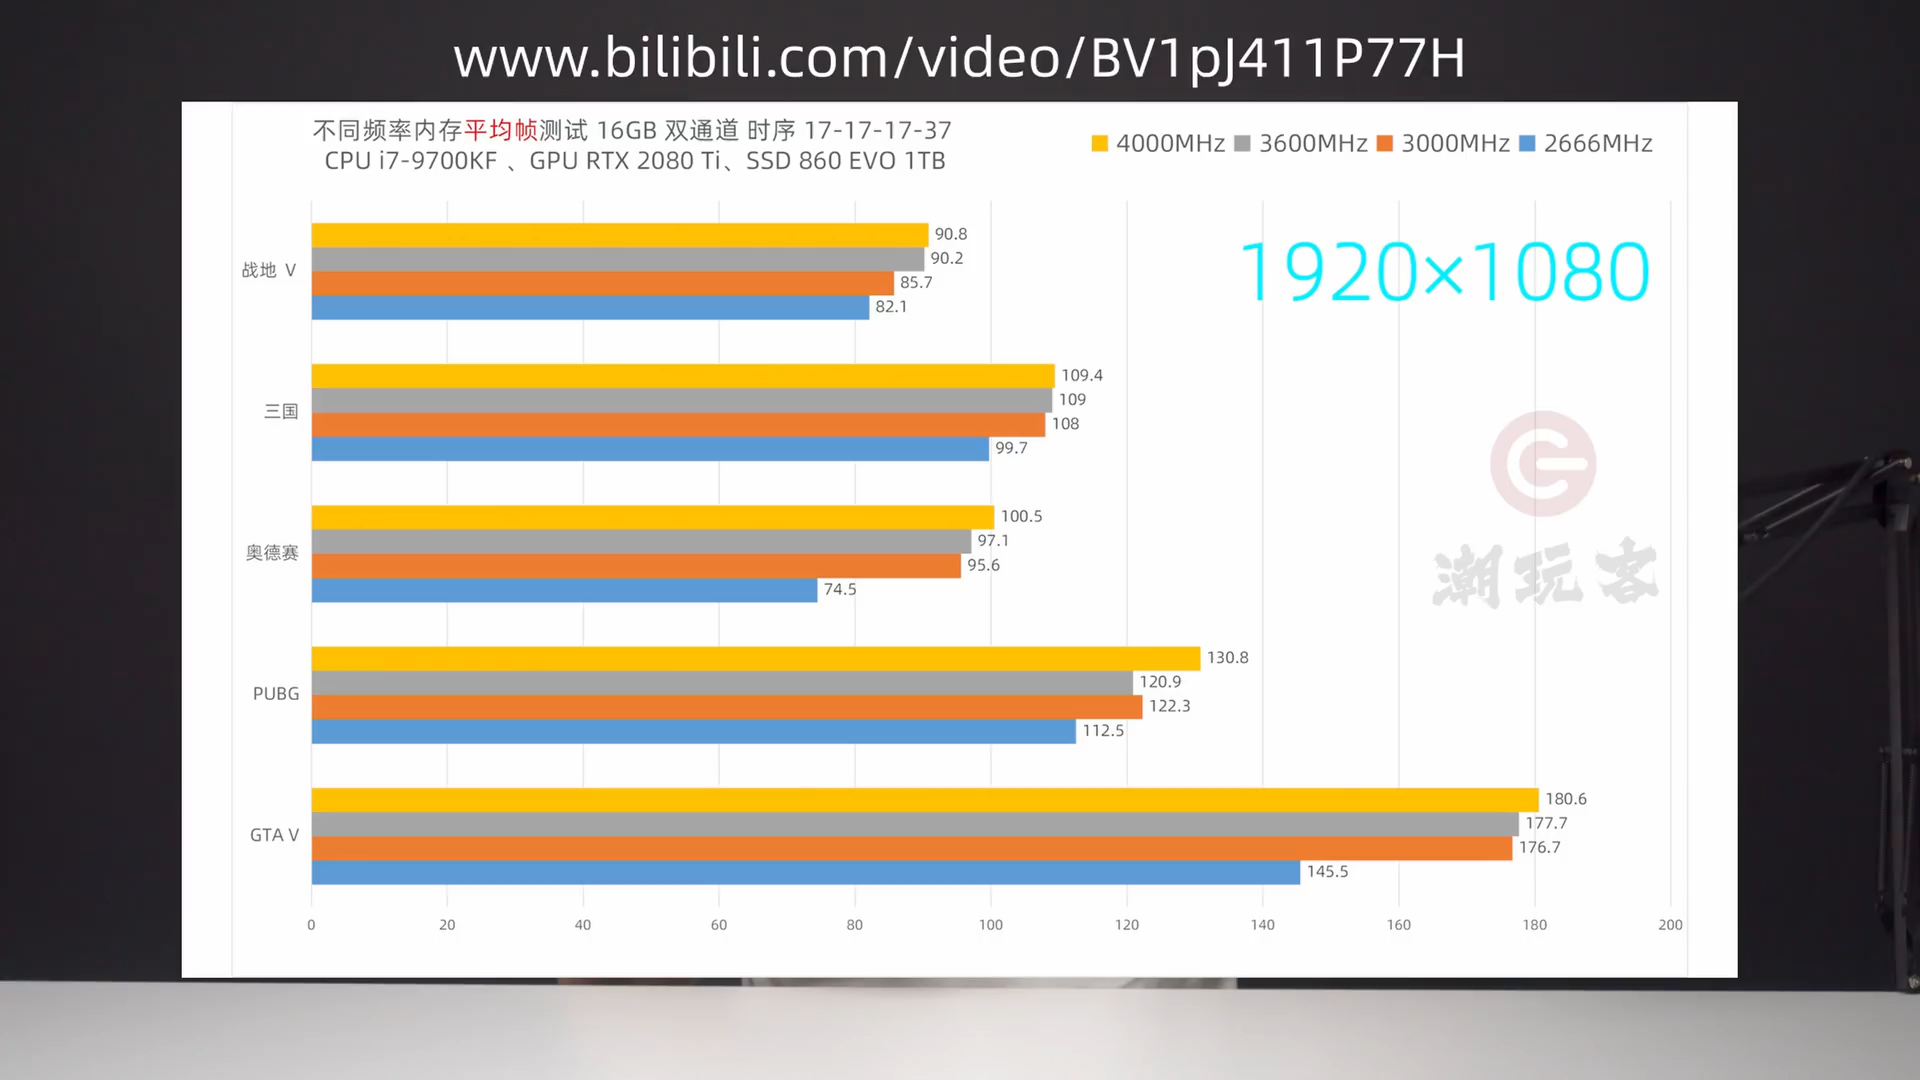 www.bilibili.com/video/BV1pJ411P77H
不同频率内存平均帧测试 16GB 双通道 时序 17-17-17-37
CPU i7-9700KF 、GPU RTX 2080 Ti、SSD 860 EVO 1TB
4000MHz 3600MHz 3000MHz 2666MHz
1920×1080
战地 V
90.8
90.2
85.7
82.1
三国
109.4
109
108
99.7
奥德赛
100.5
97.1
95.6
74.5
潮玩客
PUBG
130.8
120.9
122.3
112.5
GTA V
180.6
177.7
176.7
145.5
0 20 40 60 80 100 120 140 160 180 200